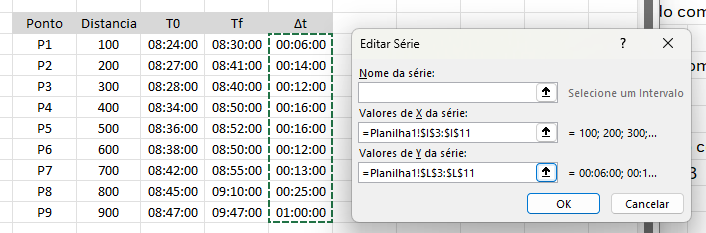 Ponto Distancia T0 Tf Δt
P1 100 08:24:00 08:30:00 00:06:00
P2 200 08:27:00 08:41:00 00:14:00
P3 300 08:28:00 08:40:00 00:12:00
P4 400 08:34:00 08:50:00 00:16:00
P5 500 08:36:00 08:52:00 00:16:00
P6 600 08:38:00 08:50:00 00:12:00
P7 700 08:42:00 08:55:00 00:13:00
P8 800 08:45:00 09:10:00 00:25:00
P9 900 08:47:00 09:47:00 01:00:00
Editar Série ? ×
Nome da série:
Selecione um Intervalo
Valores de X da série:
=Planilha1!$I$3:$I$11 = 100; 200; 300;...
Valores de Y da série:
=Planilha1!$L$3:$L$11 = 00:06:00; 00:1...
OK Cancelar
lo com